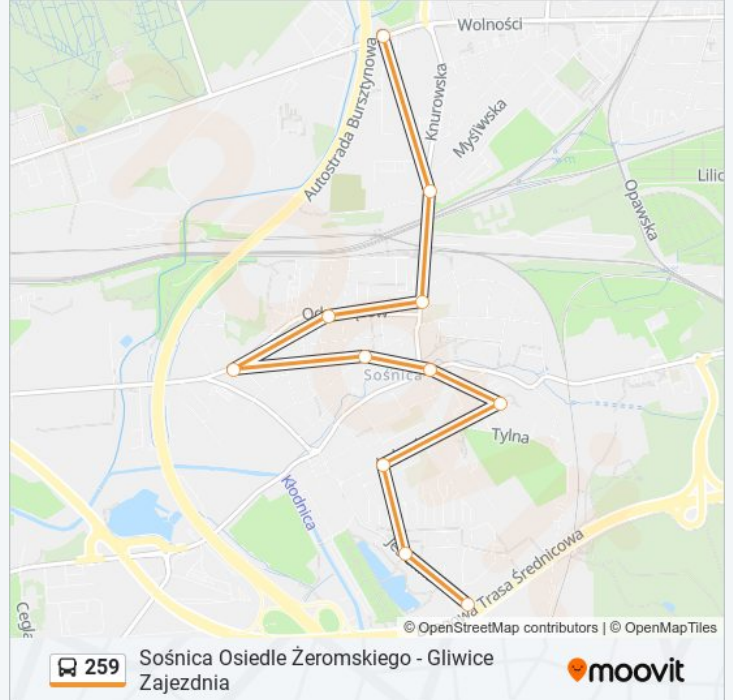 Wolności
Autostrada Bursztynowa
Knurowska
Myśliwska
Opawska
Lilic
Sośnica
Tylna
Kłodnica
Trasa Średnicowa
Cegla
© OpenStreetMap contributors | © OpenMapTiles
259
Sośnica Osiedle Żeromskiego - Gliwice
Zajezdnia
moovit